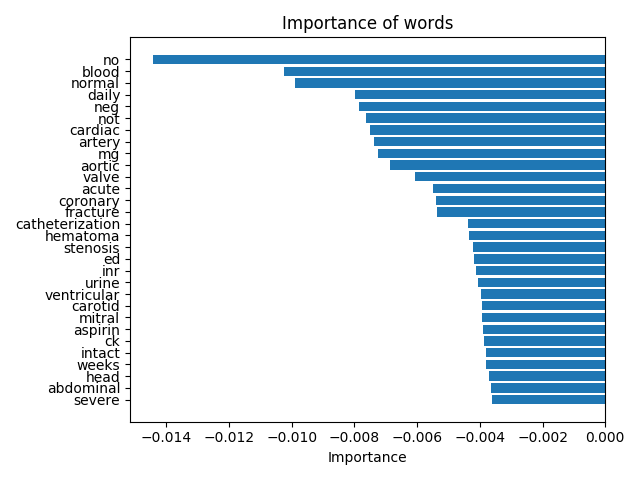 Importance of words
no
blood
normal
daily
neg
not
cardiac
artery
mg
aortic
valve
acute
coronary
fracture
catheterization
hematoma
stenosis
ed
inr
urine
ventricular
carotid
mitral
aspirin
ck
intact
weeks
head
abdominal
severe
−0.014 −0.012 −0.010 −0.008 −0.006 −0.004 −0.002 0.000
Importance